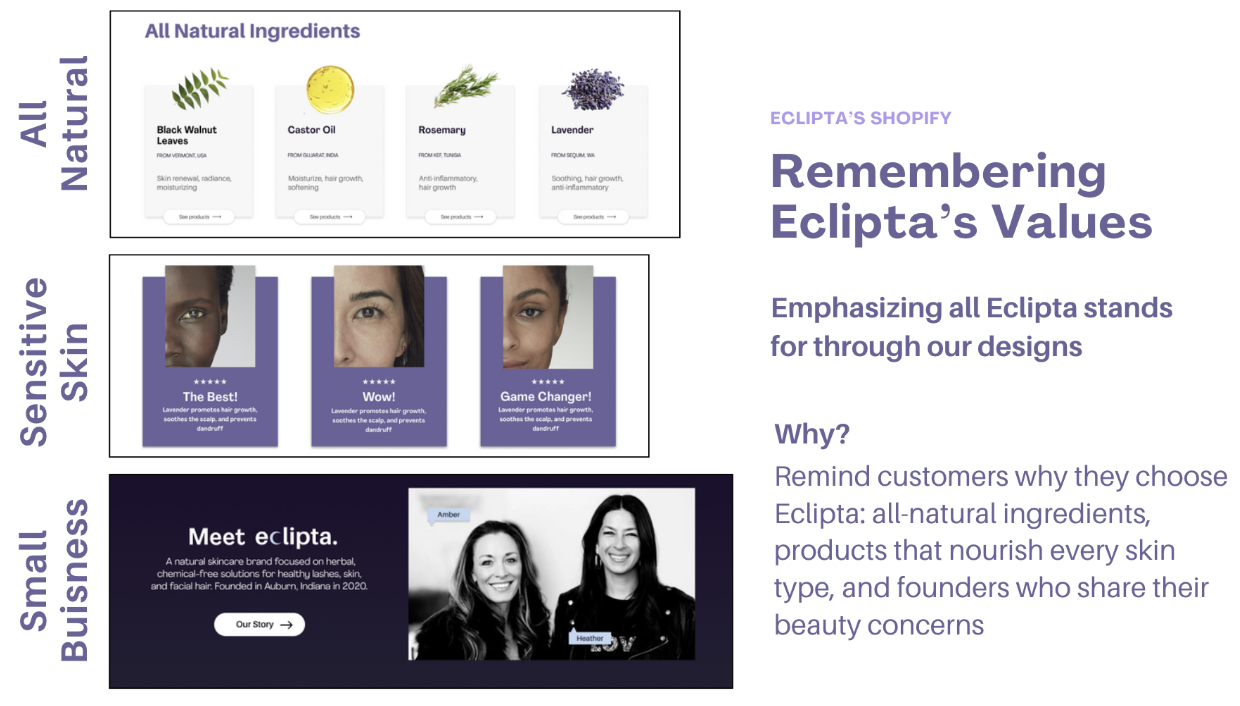 All
Natural
All Natural Ingredients
Black Walnut
Leaves
FROM VERMONT, USA
Skin renewal, radiance,
moisturizing
See products
Castor Oil
FROM GUJARAT, INDIA
Moisturize, hair growth,
softening
See products
Rosemary
FROM KEF, TUNISIA
Anti-inflammatory,
hair growth
See products
Lavender
FROM SEQUIM, WA
Soothing, hair growth,
anti-inflammatory
See products
Sensitive
Skin
The Best!
Lavender promotes hair growth,
soothes the scalp, and prevents
dandruff
Wow!
Lavender promotes hair growth,
soothes the scalp, and prevents
dandruff
Game Changer!
Lavender promotes hair growth,
soothes the scalp, and prevents
dandruff
Small
Buisness
Meet eclipta.
A natural skincare brand focused on herbal,
chemical-free solutions for healthy lashes, skin,
and facial hair. Founded in Auburn, Indiana in 2020.
Our Story
Amber
Heather
ECLIPTA’S SHOPIFY
Remembering
Eclipta’s Values
Emphasizing all Eclipta stands
for through our designs
Why?
Remind customers why they choose
Eclipta: all-natural ingredients,
products that nourish every skin
type, and founders who share their
beauty concerns